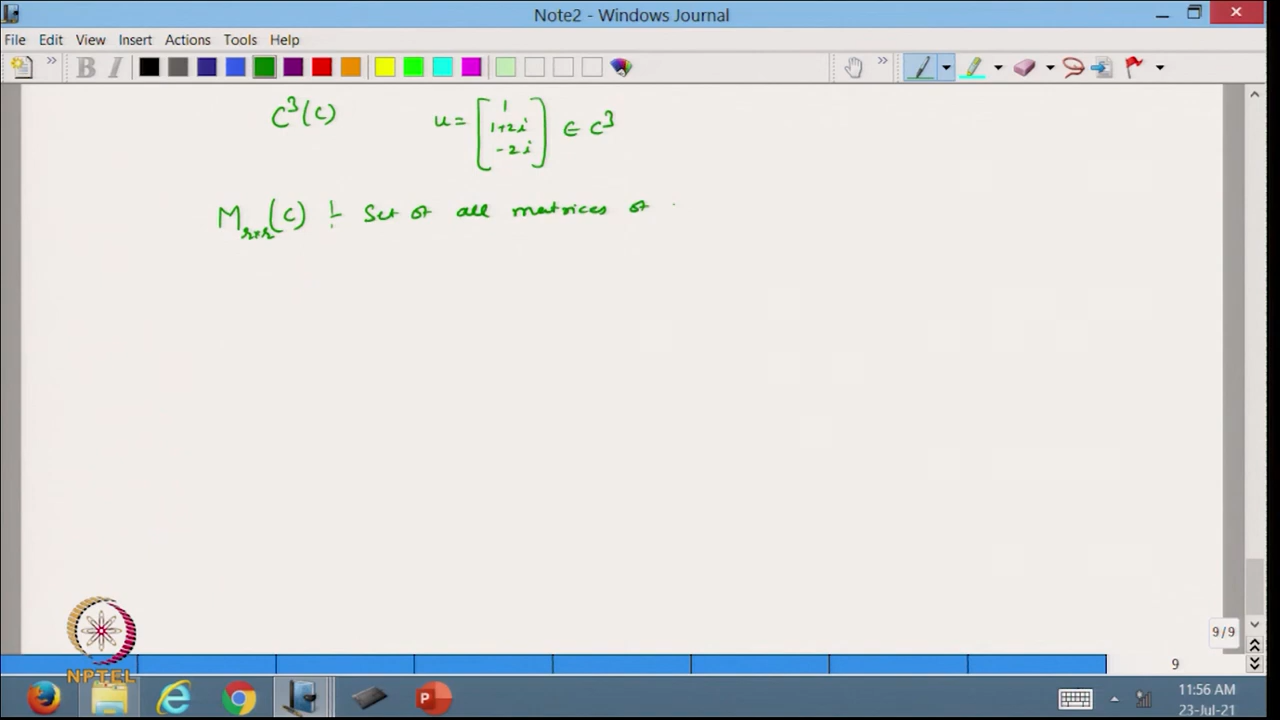 Note2 - Windows Journal
File Edit View Insert Actions Tools Help
B I
C³(C) u = [1 1+2i -2i] ∈ C³
M_{r×r}(C) :- Set of all matrices of
9/9
NPTEL
9
11:56 AM
23-Jul-21